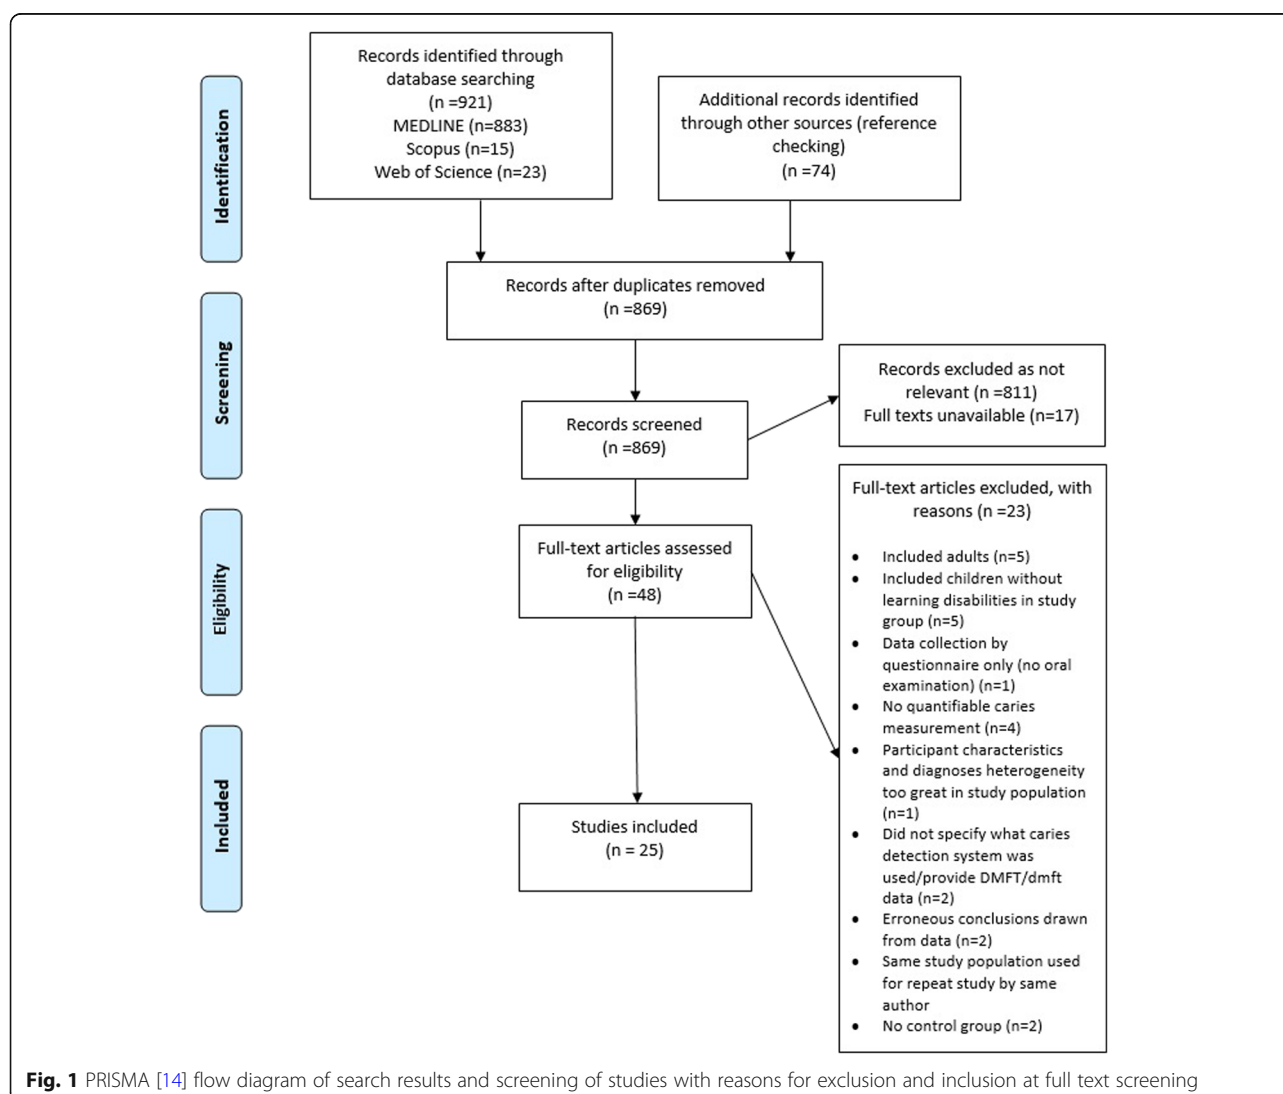 Records identified through
database searching
(n =921)
MEDLINE (n=883)
Scopus (n=15)
Web of Science (n=23)
Additional records identified
through other sources (reference
checking)
(n =74)
Identification
Records after duplicates removed
(n =869)
Screening
Records screened
(n =869)
Records excluded as not
relevant (n =811)
Full texts unavailable (n=17)
Eligibility
Full-text articles assessed
for eligibility
(n =48)
Full-text articles excluded, with
reasons (n =23)
• Included adults (n=5)
• Included children without
learning disabilities in study
group (n=5)
• Data collection by
questionnaire only (no oral
examination) (n=1)
• No quantifiable caries
measurement (n=4)
• Participant characteristics
and diagnoses heterogeneity
too great in study population
(n=1)
• Did not specify what caries
detection system was
used/provide DMFT/dmft
data (n=2)
• Erroneous conclusions drawn
from data (n=2)
• Same study population used
for repeat study by same
author
• No control group (n=2)
Included
Studies included
(n = 25)
Fig. 1 PRISMA [14] flow diagram of search results and screening of studies with reasons for exclusion and inclusion at full text screening